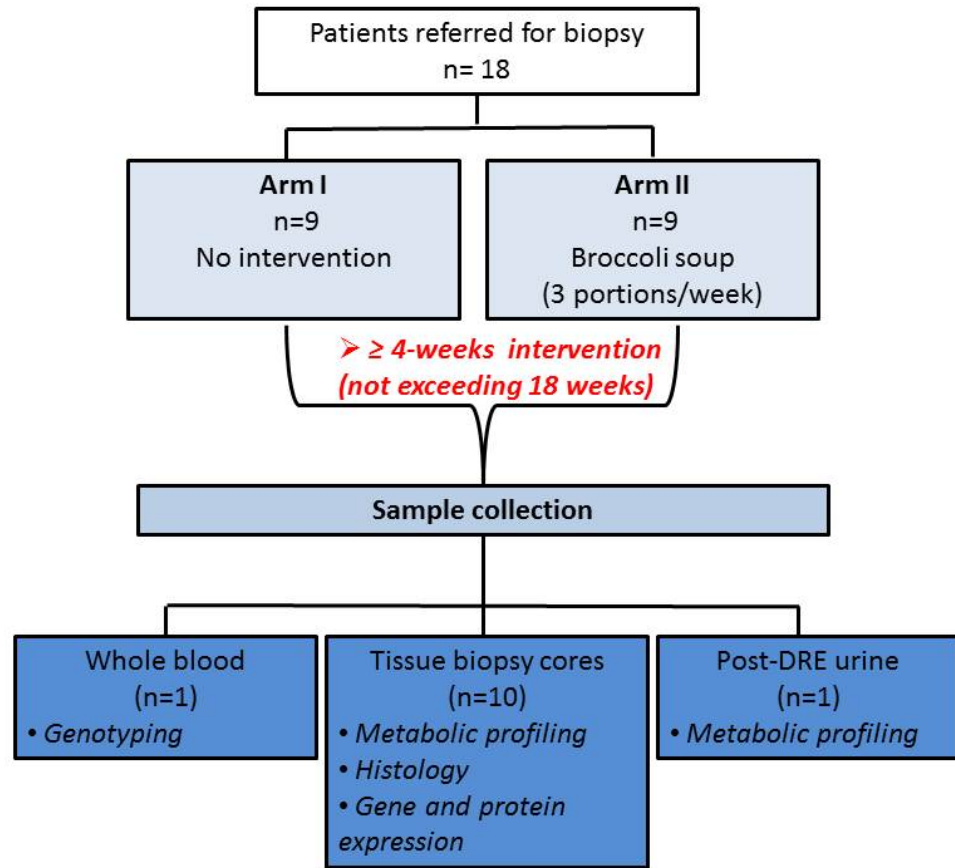 Patients referred for biopsy
n= 18
Arm I
n=9
No intervention
Arm II
n=9
Broccoli soup
(3 portions/week)
➢ ≥ 4-weeks intervention
(not exceeding 18 weeks)
Sample collection
Whole blood
(n=1)
• Genotyping
Tissue biopsy cores
(n=10)
• Metabolic profiling
• Histology
• Gene and protein
expression
Post-DRE urine
(n=1)
• Metabolic profiling